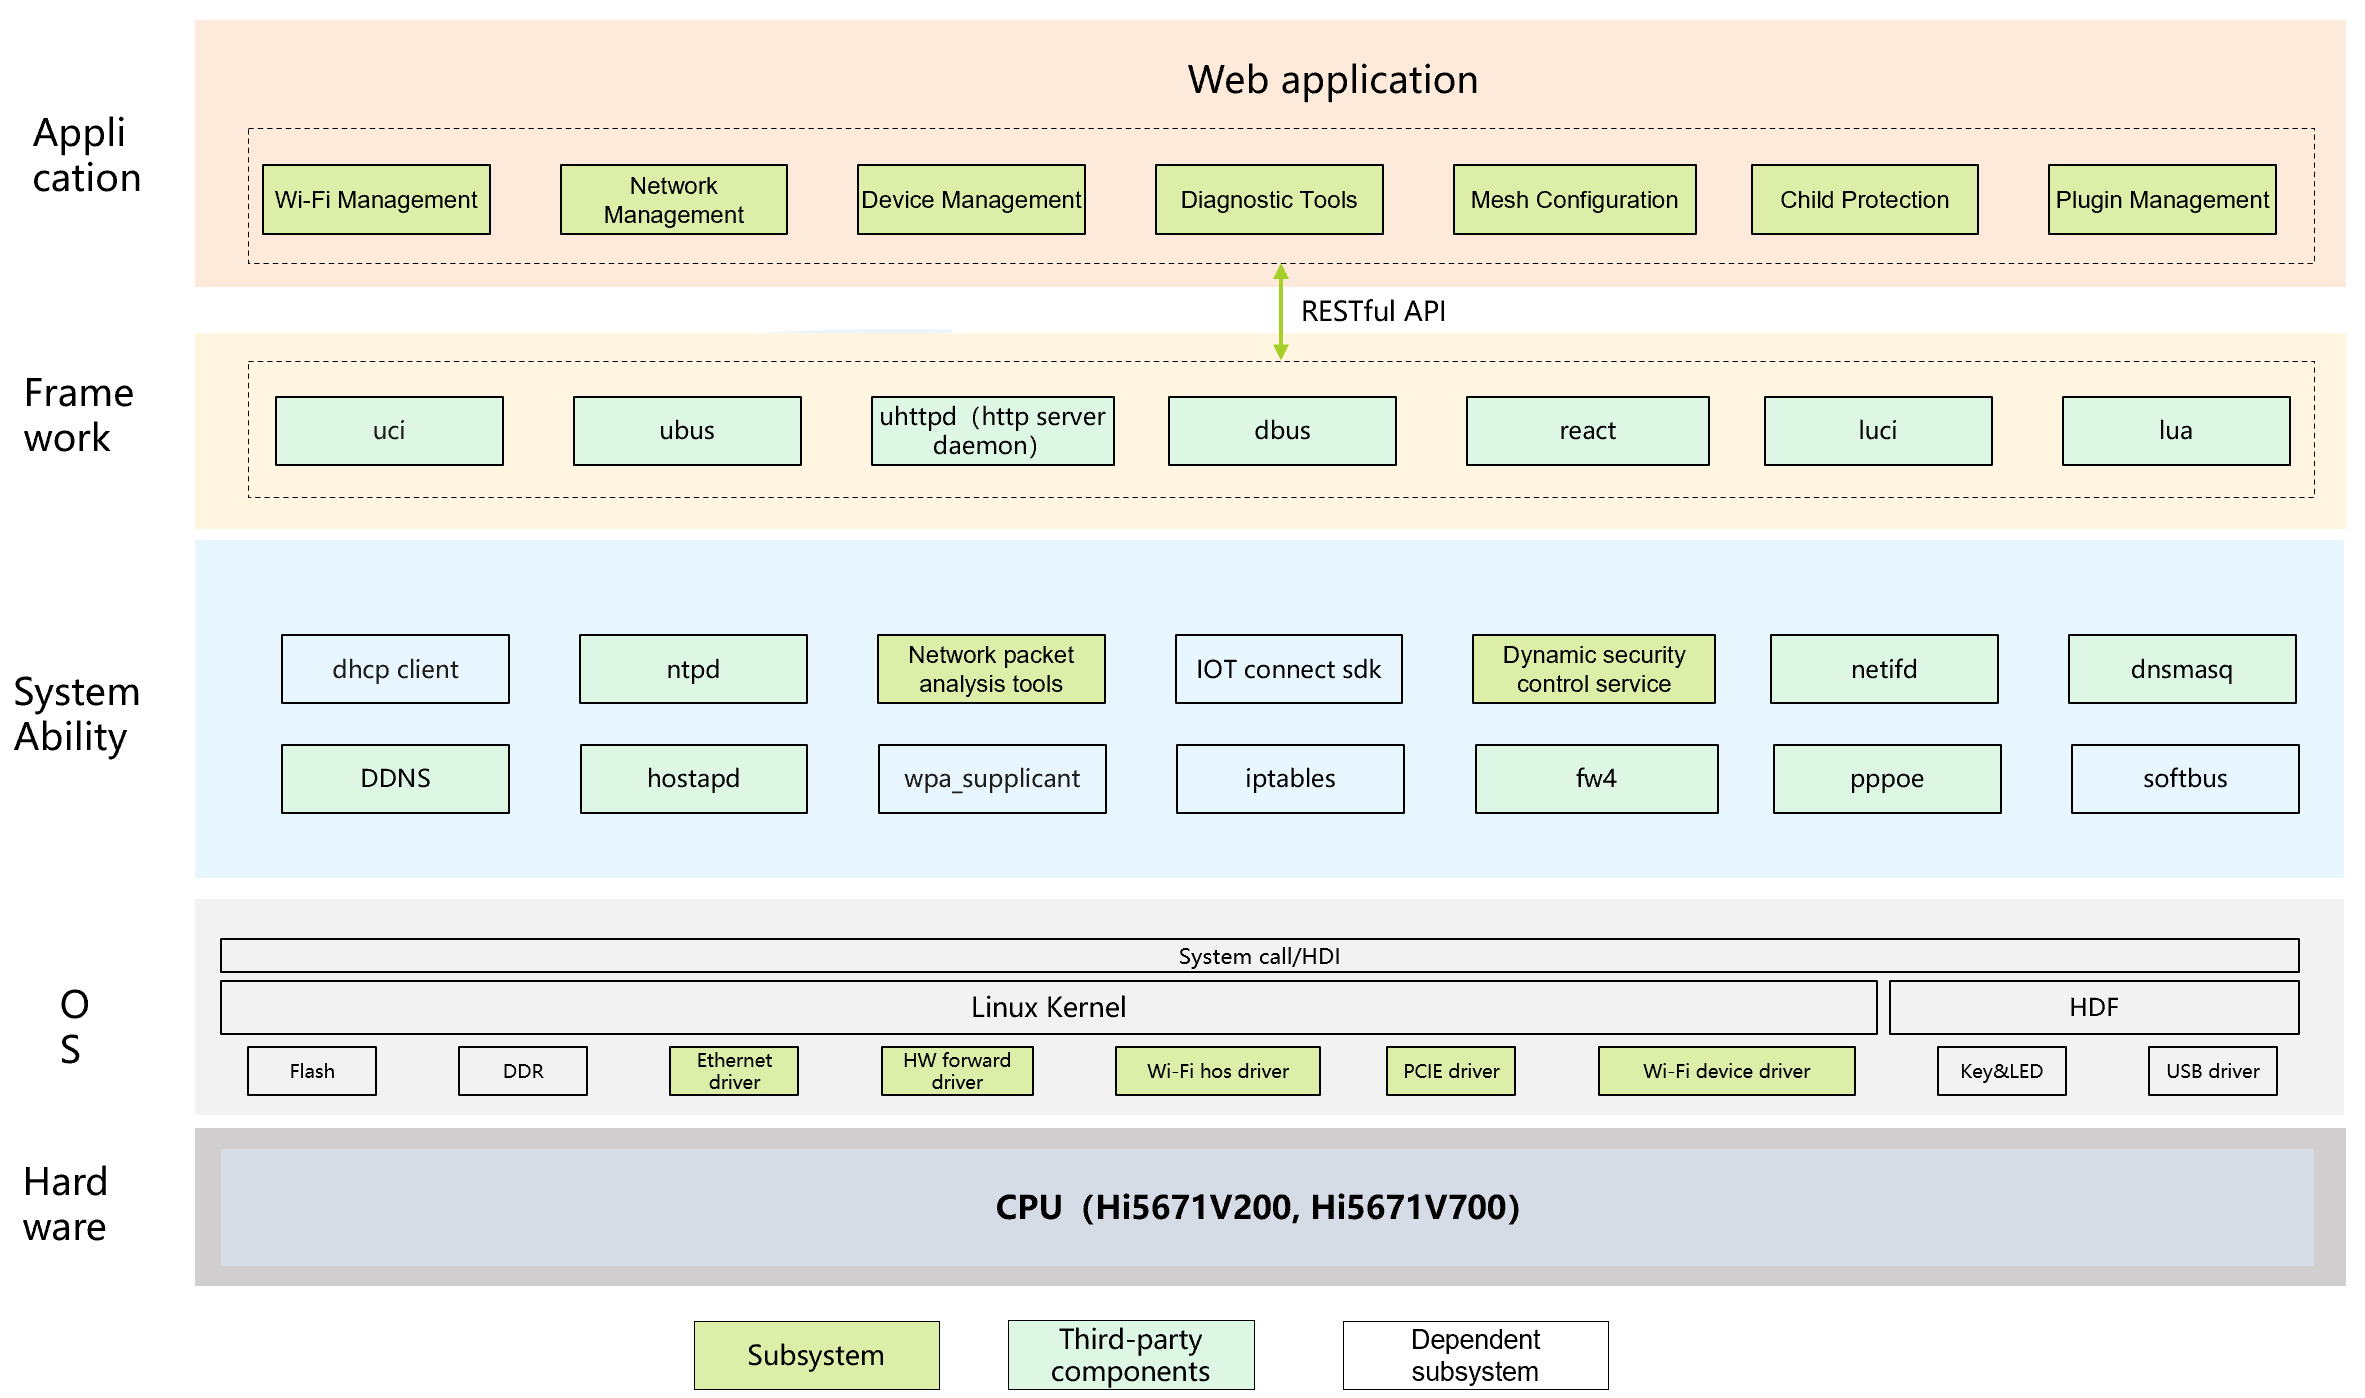 Web application
Appli
cation
Wi-Fi Management
Network
Management
Device Management
Diagnostic Tools
Mesh Configuration
Child Protection
Plugin Management
RESTful API
Frame
work
uci
ubus
uhttpd（http server
daemon）
dbus
react
luci
lua
System
Ability
dhcp client
ntpd
Network packet
analysis tools
IOT connect sdk
Dynamic security
control service
netifd
dnsmasq
DDNS
hostapd
wpa_supplicant
iptables
fw4
pppoe
softbus
O
S
System call/HDI
Linux Kernel
HDF
Flash
DDR
Ethernet
driver
HW forward
driver
Wi-Fi hos driver
PCIE driver
Wi-Fi device driver
Key&LED
USB driver
Hard
ware
CPU（Hi5671V200, Hi5671V700）
Subsystem
Third-party
components
Dependent
subsystem